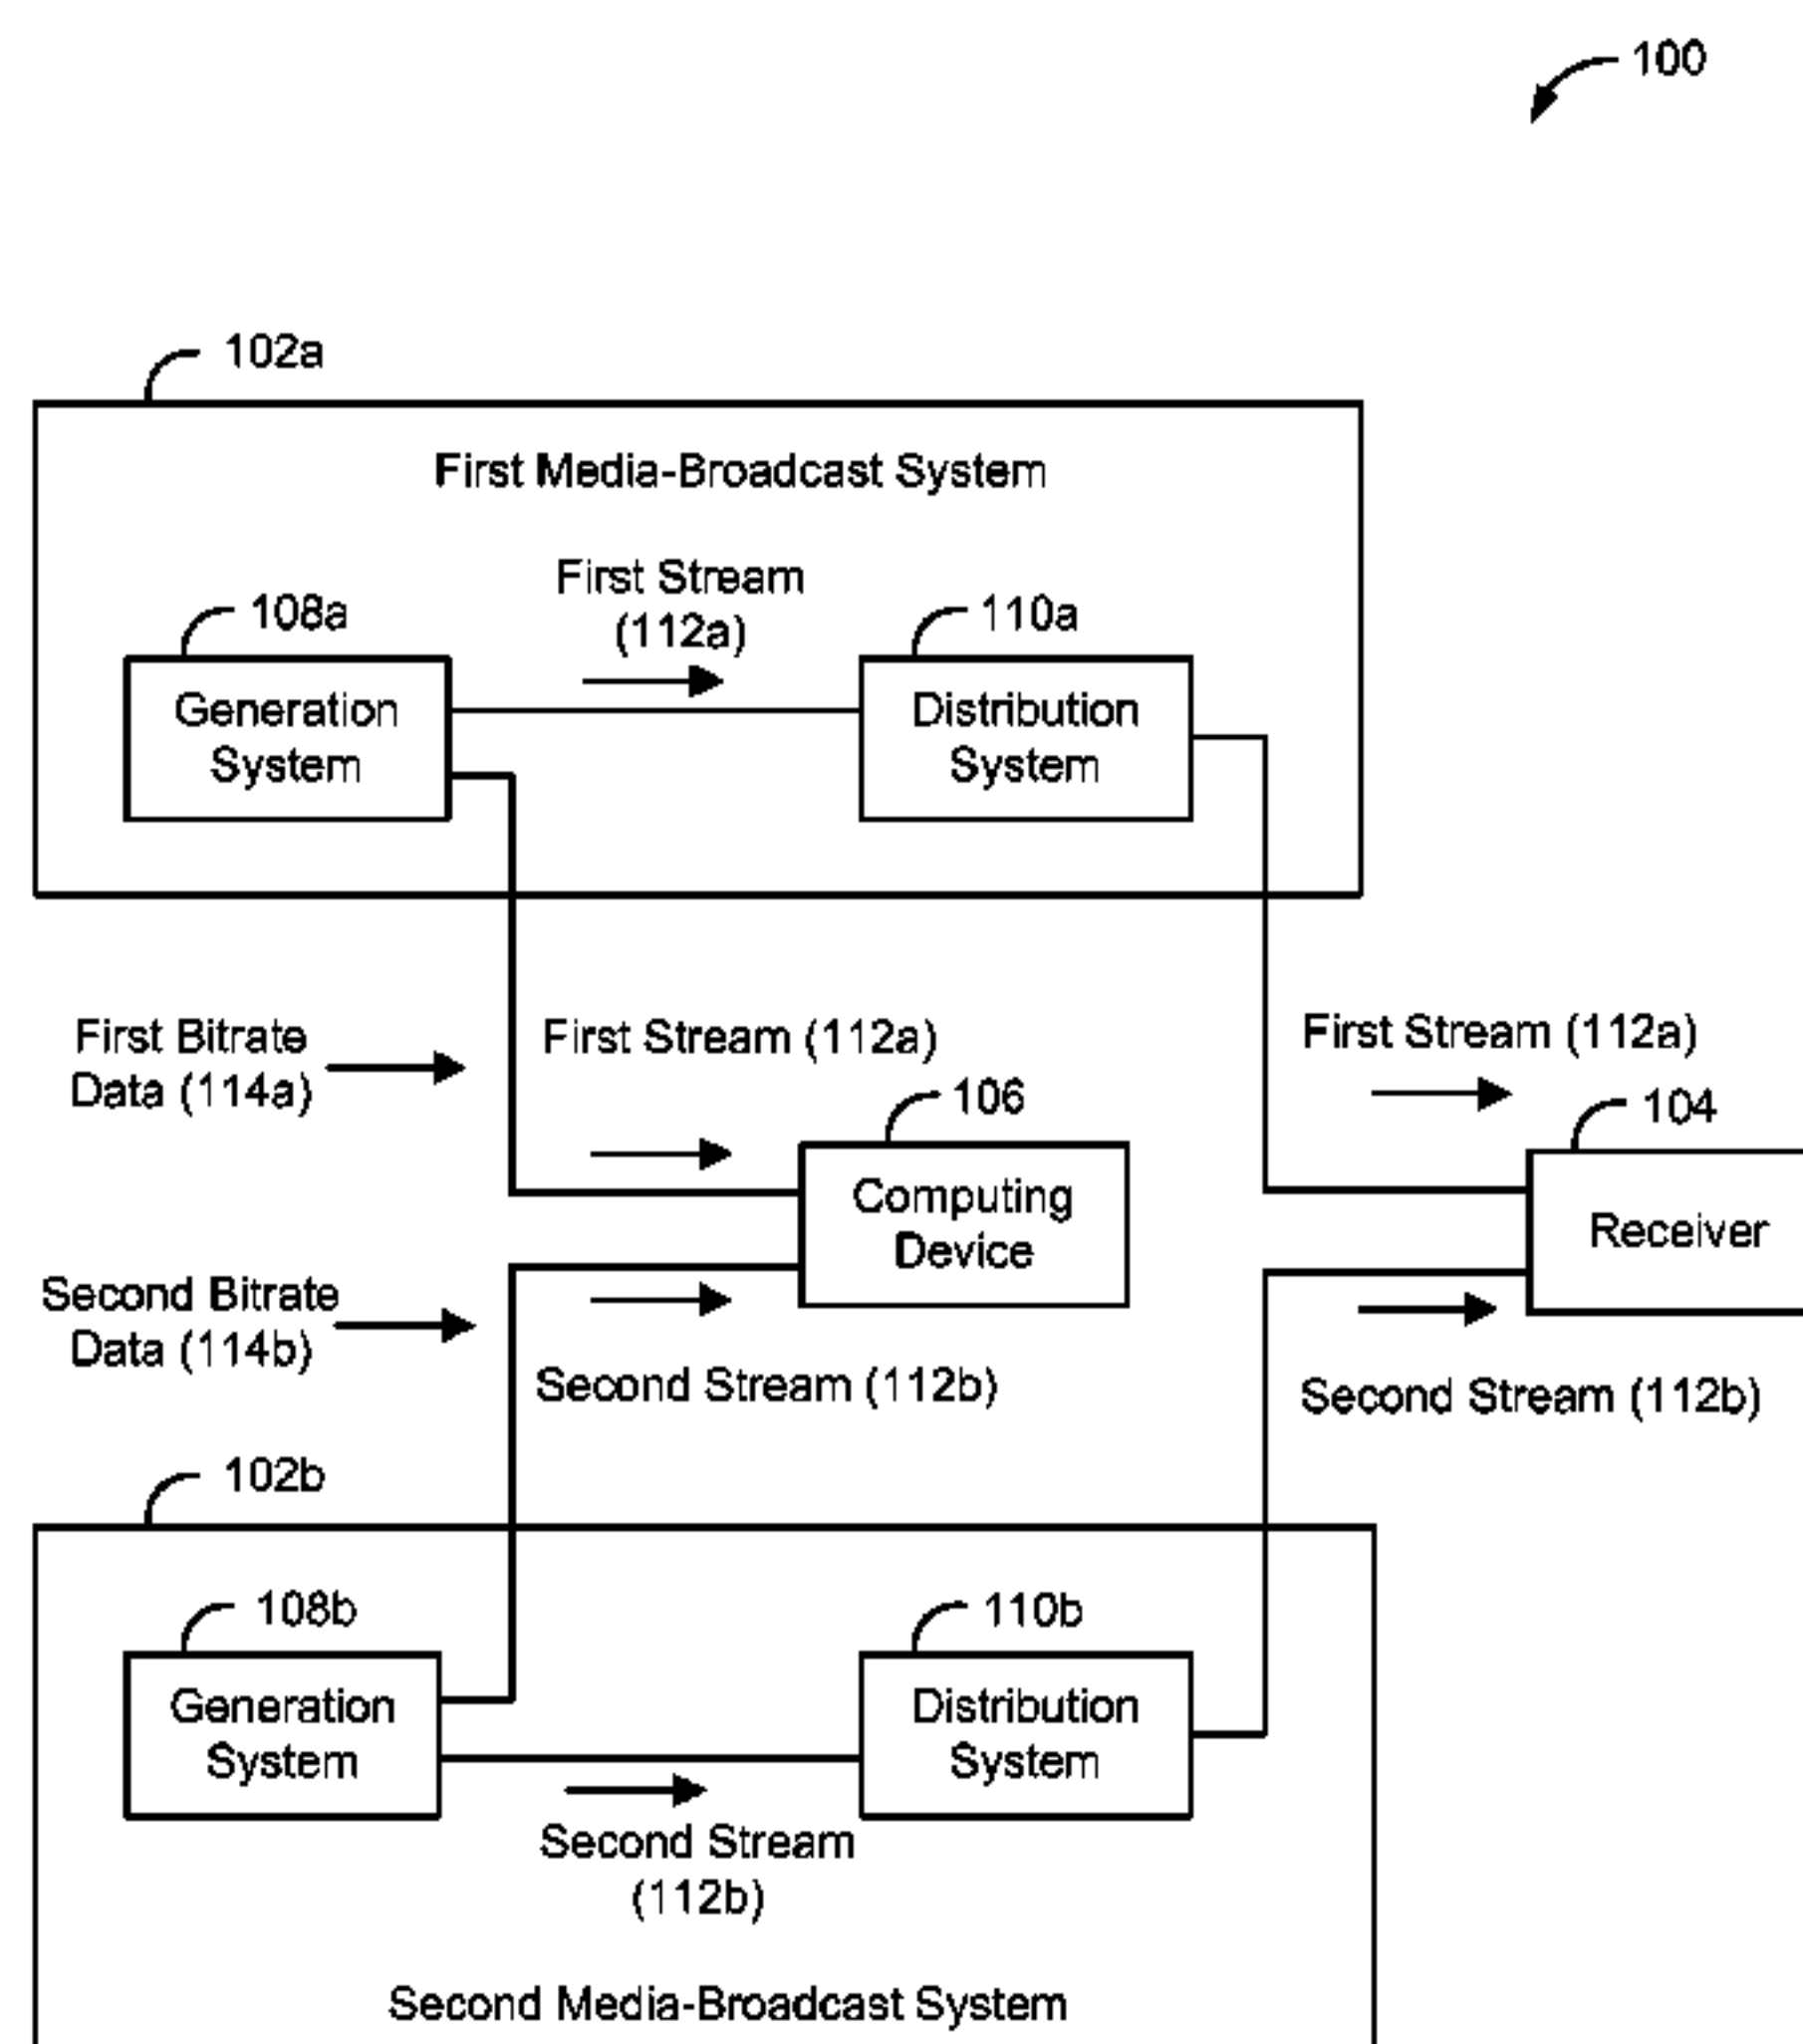 100
102a
First Media-Broadcast System
First Stream
(112a)
108a
110a
Generation
System
Distribution
System
First Bitrate
Data (114a)
First Stream (112a)
First Stream (112a)
106
104
Computing
Device
Receiver
Second Bitrate
Data (114b)
Second Stream (112b)
Second Stream (112b)
102b
108b
110b
Generation
System
Distribution
System
Second Stream
(112b)
Second Media-Broadcast System